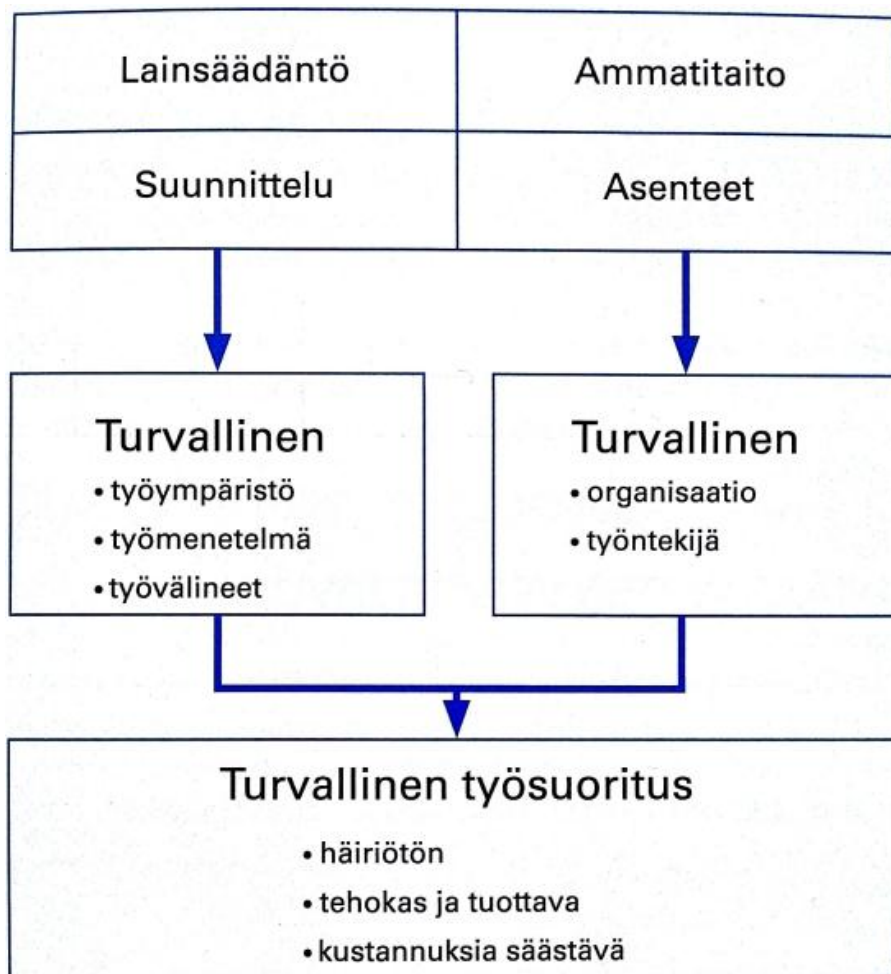 Lainsäädäntö
Ammatitaito
Suunnittelu
Asenteet
Turvallinen
• työympäristö
• työmenetelmä
• työvälineet
Turvallinen
• organisaatio
• työntekijä
Turvallinen työsuoritus
• häiriötön
• tehokas ja tuottava
• kustannuksia säästävä